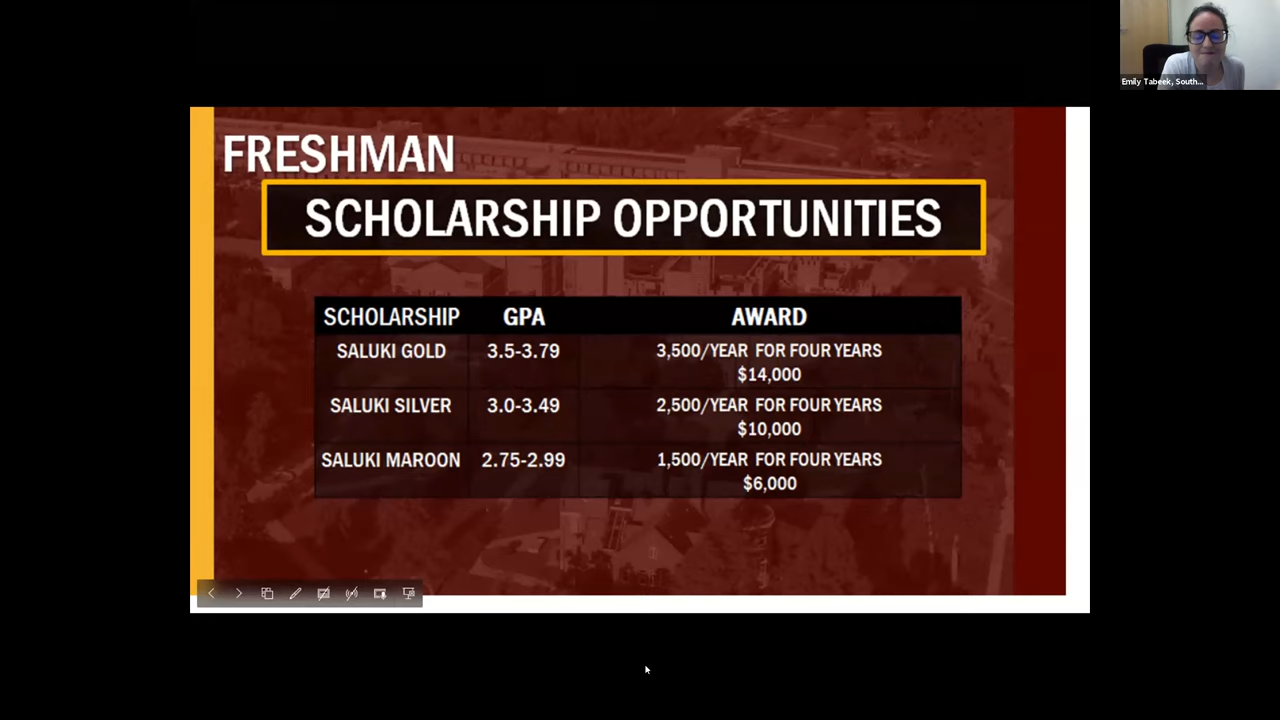 Emily Tabeek, South...
FRESHMAN
SCHOLARSHIP OPPORTUNITIES
SCHOLARSHIP GPA AWARD
SALUKI GOLD 3.5-3.79 3,500/YEAR FOR FOUR YEARS
$14,000
SALUKI SILVER 3.0-3.49 2,500/YEAR FOR FOUR YEARS
$10,000
SALUKI MAROON 2.75-2.99 1,500/YEAR FOR FOUR YEARS
$6,000